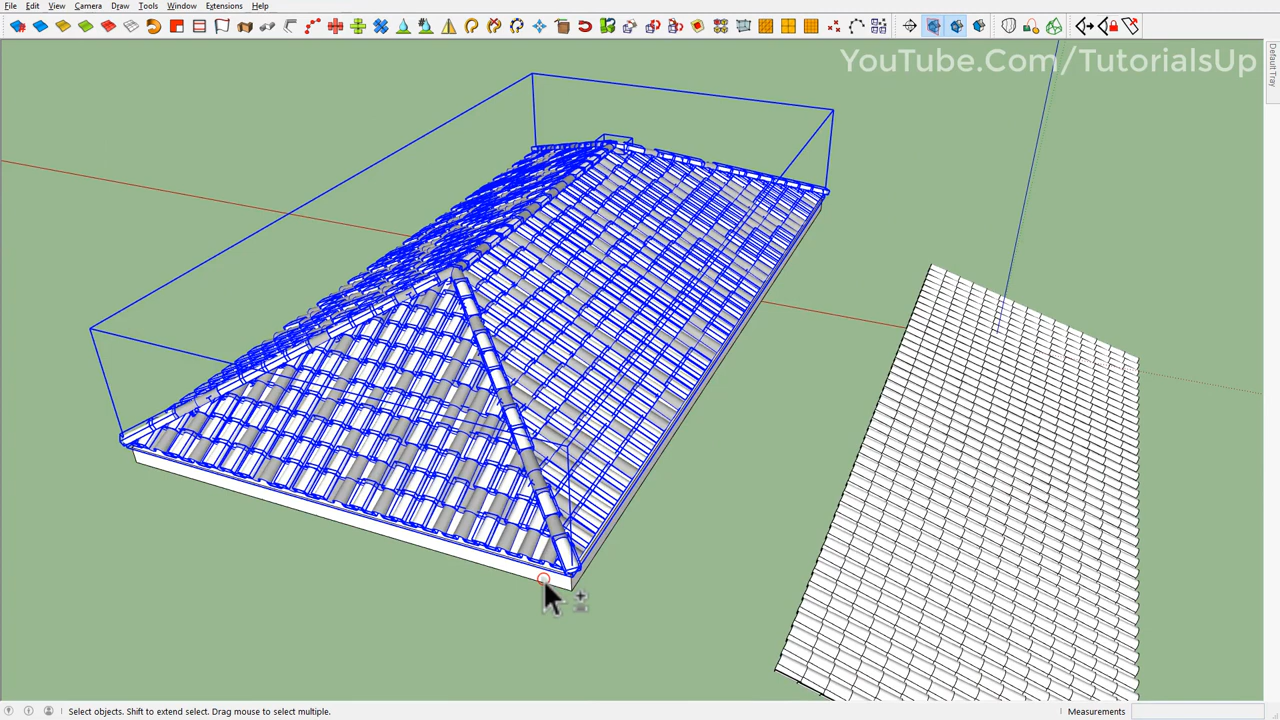 File Edit View Camera Draw Tools Window Extensions Help
YouTube.Com/TutorialsUp
Default Tray
Select objects. Shift to extend select. Drag mouse to select multiple.
Measurements